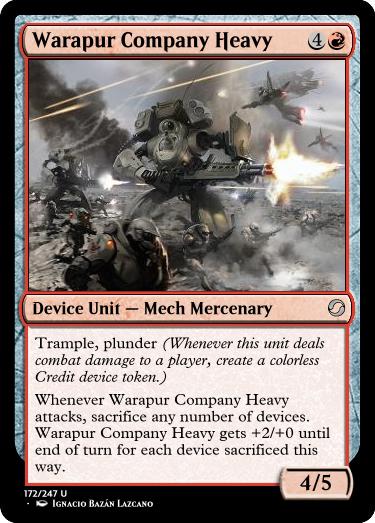 Warapur Company Heavy 4
Device Unit — Mech Mercenary
Trample, plunder (Whenever this unit deals
combat damage to a player, create a colorless
Credit device token.)
Whenever Warapur Company Heavy
attacks, sacrifice any number of devices.
Warapur Company Heavy gets +2/+0 until
end of turn for each device sacrificed this
way.
4/5
172/247 U
· Ignacio Bazán Lazcano